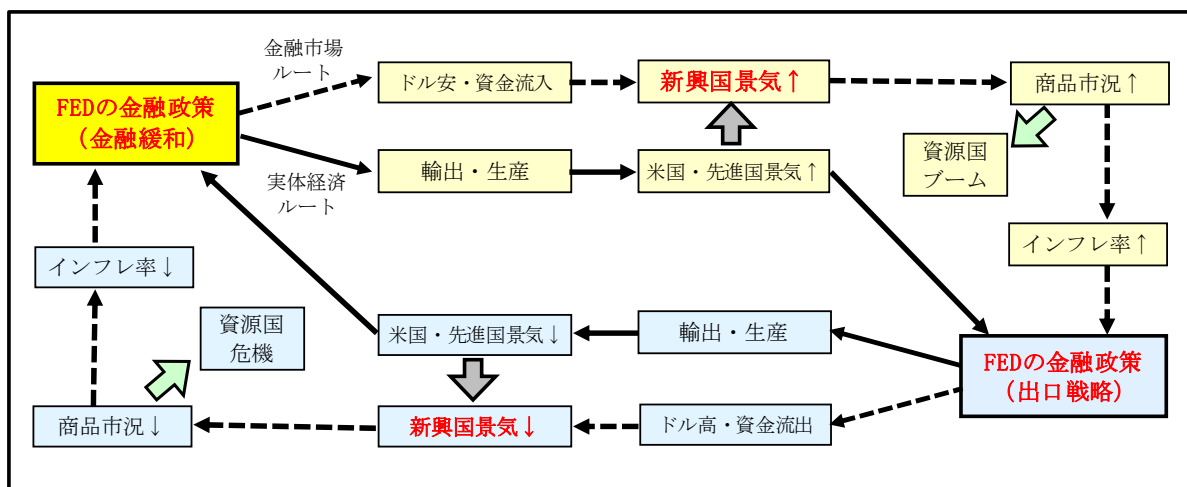 金融市場
ルート
ドル安・資金流入
新興国景気↑
商品市況↑
FEDの金融政策
（金融緩和）
資源国
ブーム
輸出・生産
米国・先進国景気↑
実体経済
ルート
インフレ率↓
インフレ率↑
資源国
危機
米国・先進国景気↓
輸出・生産
FEDの金融政策
（出口戦略）
商品市況↓
新興国景気↓
ドル高・資金流出